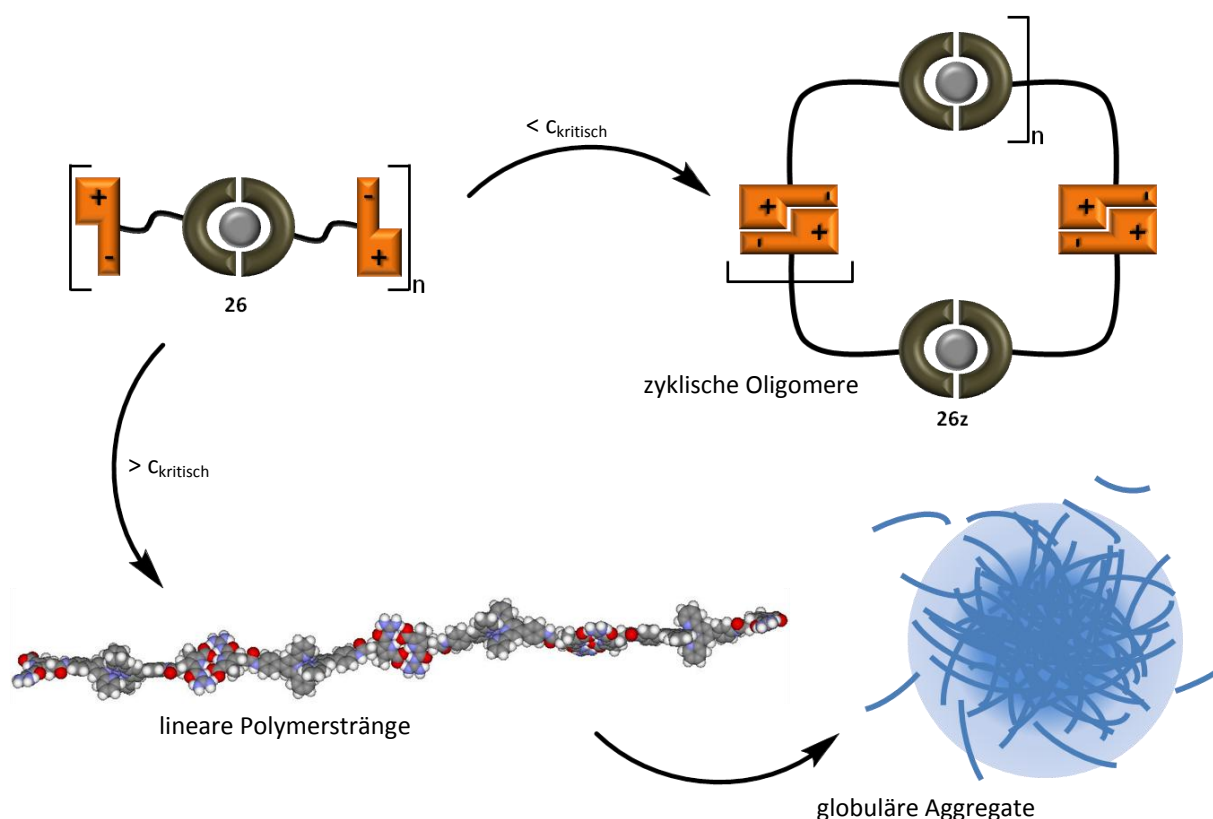 < ckritisch
n
+
-
-
+
n
26
+
-
-
+
+
-
-
+
zyklische Oligomere
26z
> ckritisch
lineare Polymerstränge
globuläre Aggregate